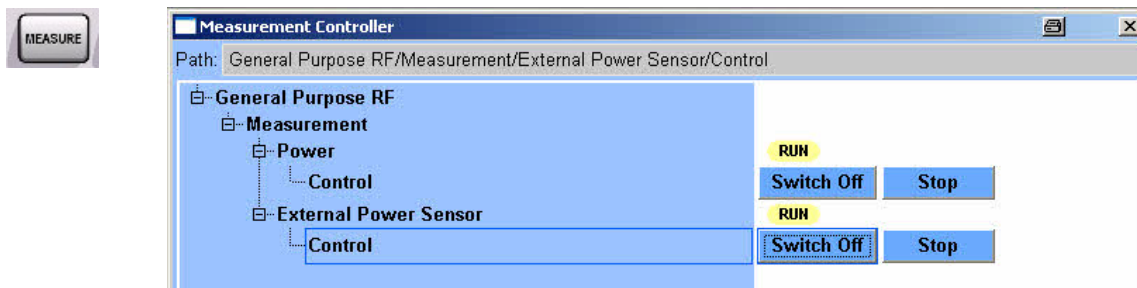 MEASURE
Measurement Controller
Path: General Purpose RF/Measurement/External Power Sensor/Control
General Purpose RF
Measurement
Power RUN
Control Switch Off Stop
External Power Sensor RUN
Control Switch Off Stop